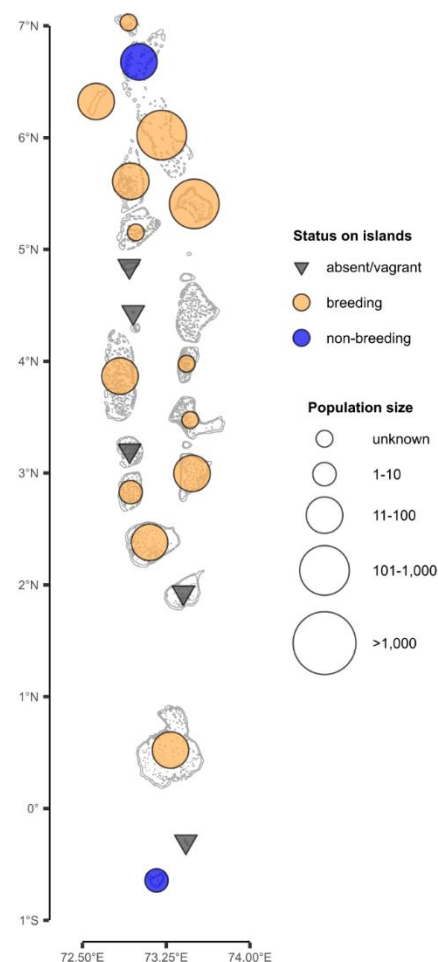 7°N
6°N
5°N
4°N
3°N
2°N
1°N
0°
1°S
72.50°E 73.25°E 74.00°E
Status on islands
absent/vagrant
breeding
non-breeding
Population size
unknown
1-10
11-100
101-1,000
>1,000